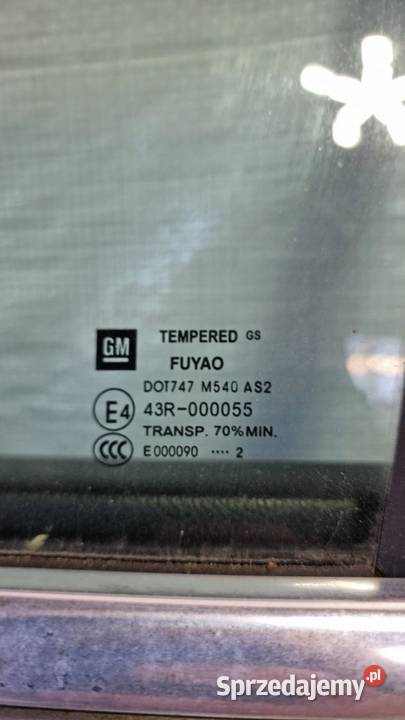 GM
TEMPERED GS
FUYAO
DOT747 M540 AS2
E4 43R-000055
TRANSP. 70% MIN.
CCC E000090 .... 2
Sprzedajemy.pl